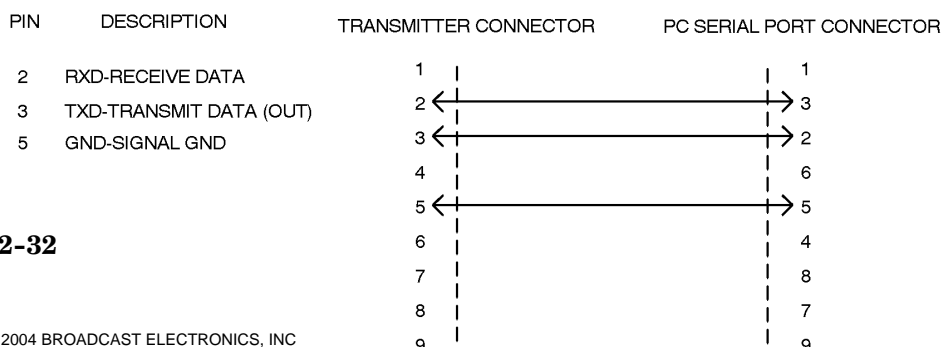 PIN DESCRIPTION TRANSMITTER CONNECTOR PC SERIAL PORT CONNECTOR
2 RXD-RECEIVE DATA
3 TXD-TRANSMIT DATA (OUT)
5 GND-SIGNAL GND
1 1
2 3
3 2
4 6
5 5
6 4
7 8
8 7
9 9
2-32
2004 BROADCAST ELECTRONICS, INC